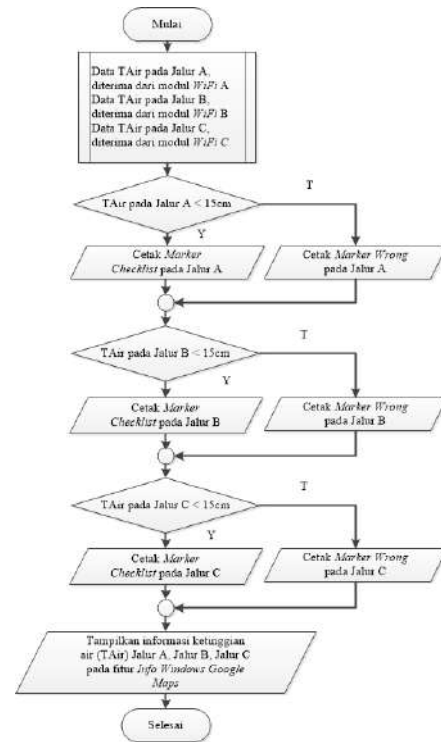 Mulai
Data TAir pada Jalur A,
diterima dari modul WiFi A
Data TAir pada Jalur B,
diterima dari modul WiFi B
Data TAir pada Jalur C,
diterima dari modul WiFi C
TAir pada Jalur A < 15cm
T
Y
Cetak Marker
Checklist pada Jalur A
Cetak Marker Wrong
pada Jalur A
TAir pada Jalur B < 15cm
T
Y
Cetak Marker
Checklist pada Jalur B
Cetak Marker Wrong
pada Jalur B
TAir pada Jalur C < 15cm
T
Y
Cetak Marker
Checklist pada Jalur C
Cetak Marker Wrong
pada Jalur C
Tampilkan informasi ketinggian
air (TAir) Jalur A, Jalur B, Jalur C
pada fitur Info Windows Google
Maps
Selesai